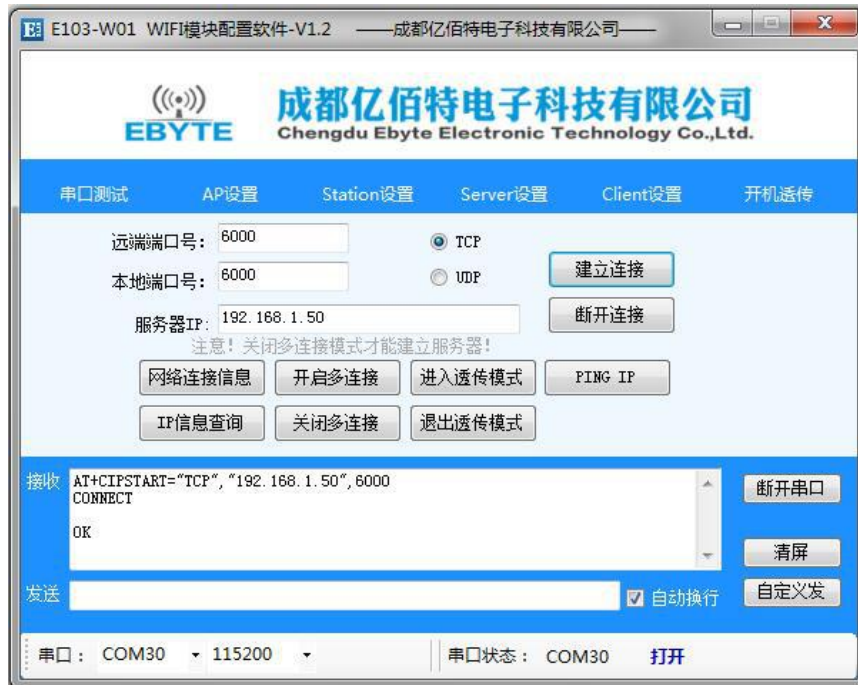 E103-W01 WIFI模块配置软件-V1.2 ——成都亿佰特电子科技有限公司——
EBYTE
成都亿佰特电子科技有限公司
Chengdu Ebyte Electronic Technology Co.,Ltd.
串口测试 AP设置 Station设置 Server设置 Client设置 开机透传
远端端口号: 6000 TCP
建立连接
本地端口号: 6000 UDP
服务器IP: 192.168.1.50 断开连接
注意!关闭多连接模式才能建立服务器!
网络连接信息 开启多连接 进入透传模式 PING IP
IP信息查询 关闭多连接 退出透传模式
接收 AT+CIPSTART="TCP","192.168.1.50",6000 断开串口
CONNECT
OK
清屏
发送 自动换行 自定义发
串口: COM30 115200 串口状态: COM30 打开